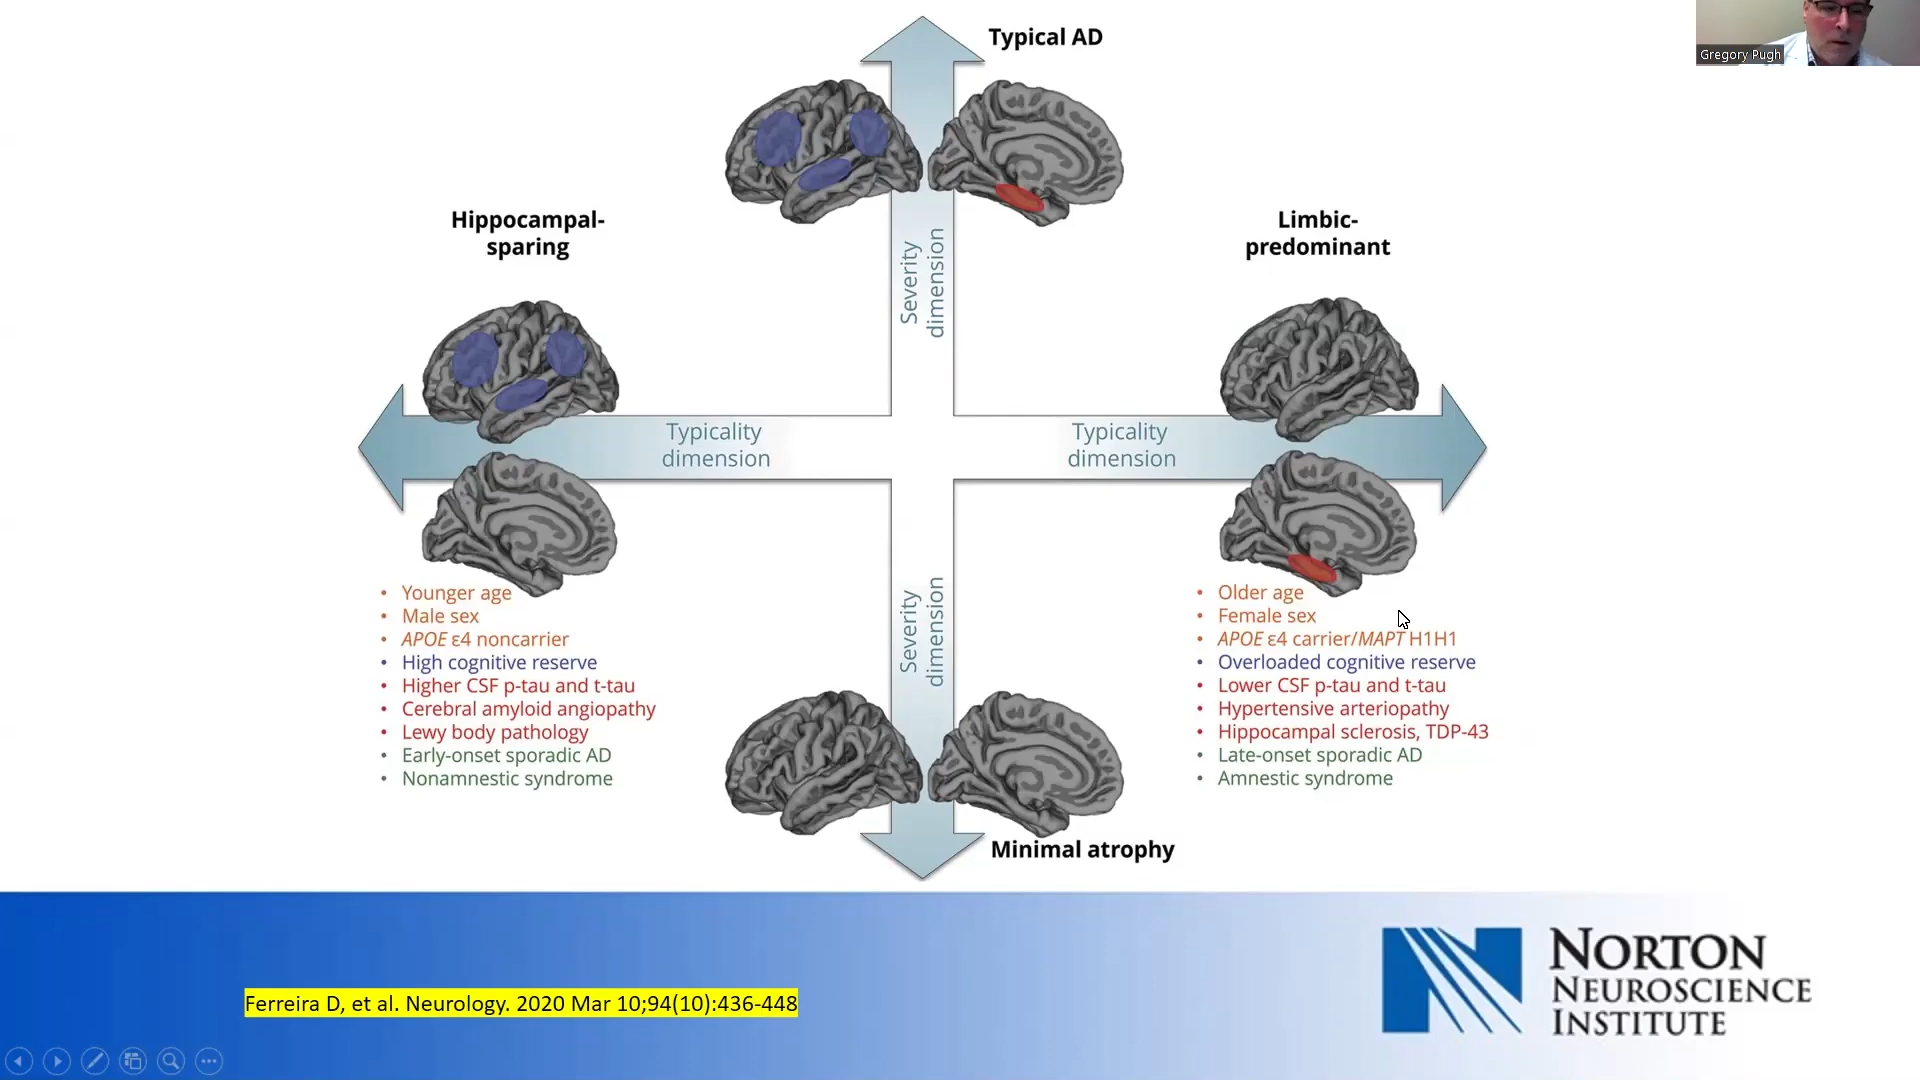 Gregory Pugh
Typical AD
Hippocampal-
sparing
Limbic-
predominant
Severity
dimension
Typicality
dimension
Typicality
dimension
Severity
dimension
• Younger age
• Male sex
• APOE ε4 noncarrier
• High cognitive reserve
• Higher CSF p-tau and t-tau
• Cerebral amyloid angiopathy
• Lewy body pathology
• Early-onset sporadic AD
• Nonamnestic syndrome
• Older age
• Female sex
• APOE ε4 carrier/MAPT H1H1
• Overloaded cognitive reserve
• Lower CSF p-tau and t-tau
• Hypertensive arteriopathy
• Hippocampal sclerosis, TDP-43
• Late-onset sporadic AD
• Amnestic syndrome
Minimal atrophy
Ferreira D, et al. Neurology. 2020 Mar 10;94(10):436-448
NORTON
NEUROSCIENCE
INSTITUTE